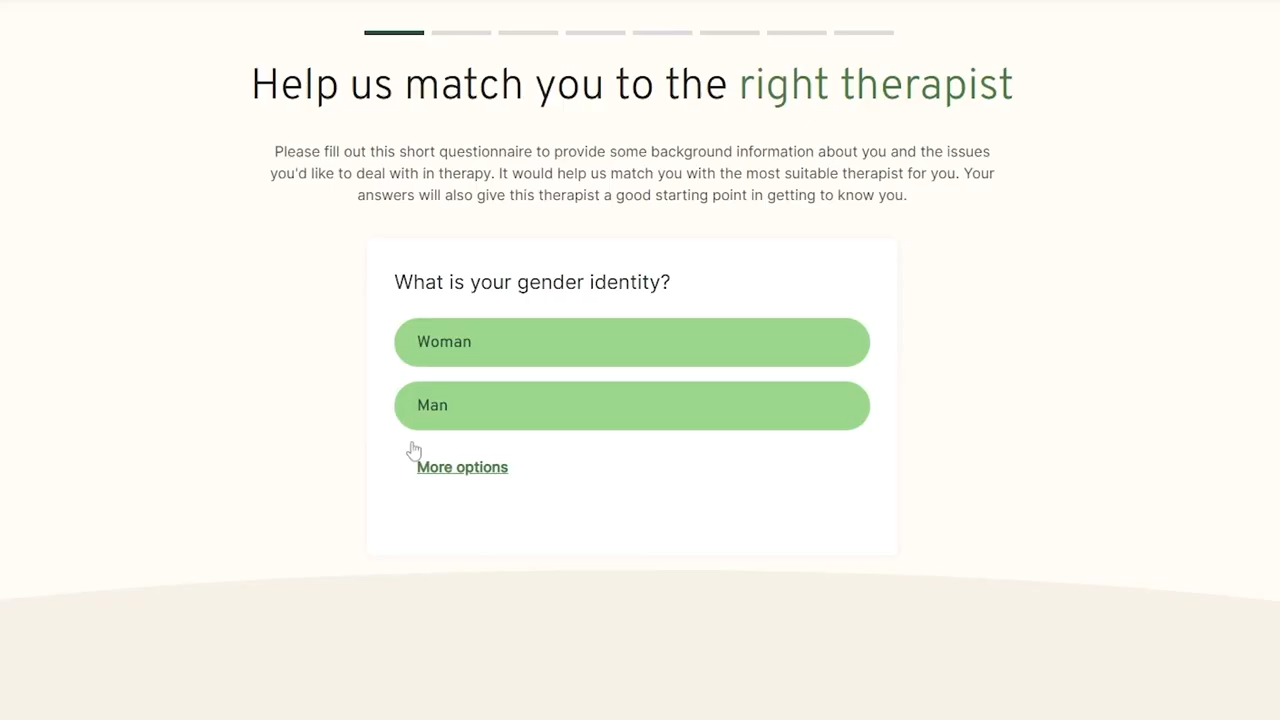 Help us match you to the right therapist
Please fill out this short questionnaire to provide some background information about you and the issues
you'd like to deal with in therapy. It would help us match you with the most suitable therapist for you. Your
answers will also give this therapist a good starting point in getting to know you.
What is your gender identity?
Woman
Man
More options